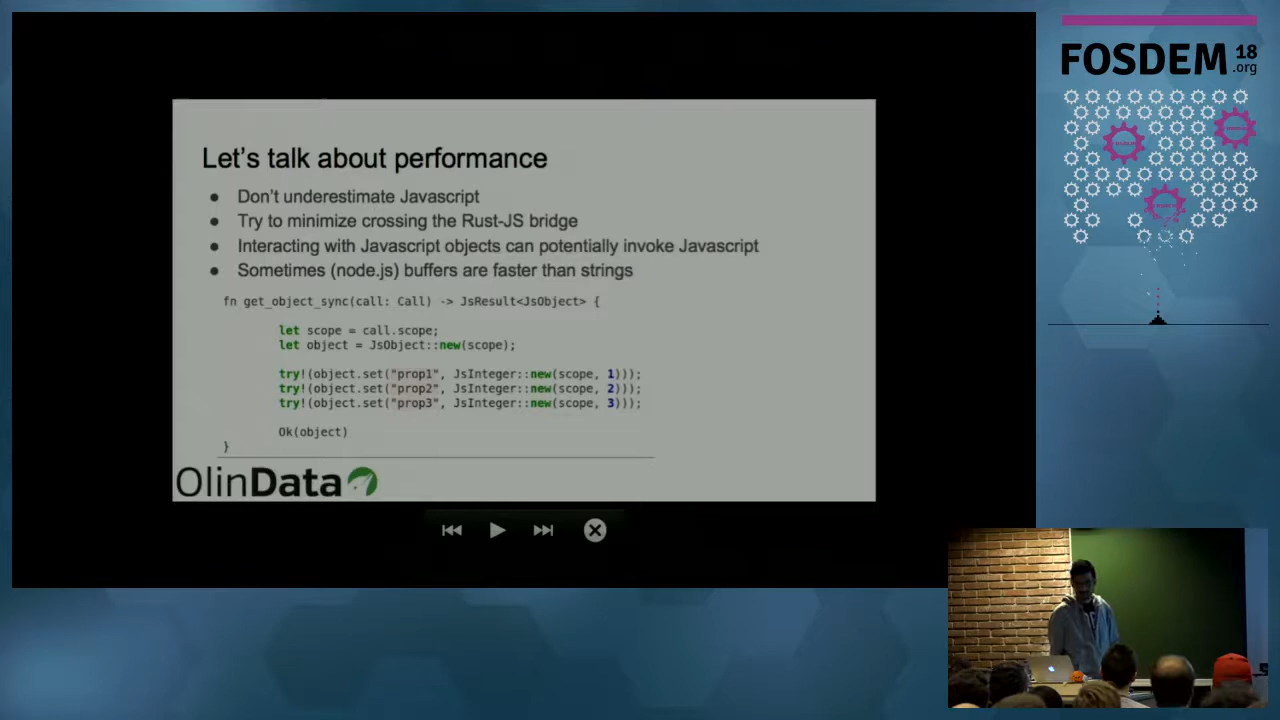 Let's talk about performance
● Don't underestimate Javascript
● Try to minimize crossing the Rust-JS bridge
● Interacting with Javascript objects can potentially invoke Javascript
● Sometimes (node.js) buffers are faster than strings
fn get_object_sync(call: Call) -> JsResult<JsObject> {
let scope = call.scope;
let object = JsObject::new(scope);
try!(object.set("prop1", JsInteger::new(scope, 1)));
try!(object.set("prop2", JsInteger::new(scope, 2)));
try!(object.set("prop3", JsInteger::new(scope, 3)));
Ok(object)
}
OlinData
FOSDEM 18
.org